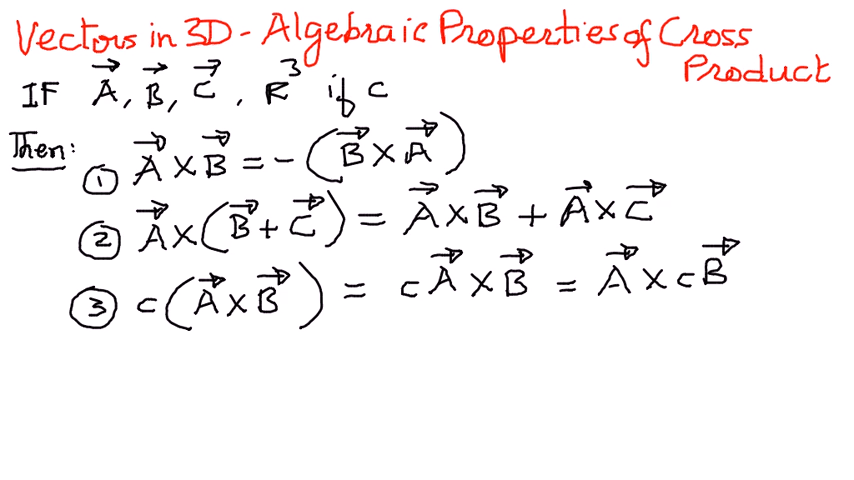 Vectors in 3D - Algebraic Properties of Cross
Product
IF A⃗, B⃗, C⃗, R³ if c
Then:
① A⃗ × B⃗ = - (B⃗ × A⃗)
② A⃗ × (B⃗ + C⃗) = A⃗ × B⃗ + A⃗ × C⃗
③ c(A⃗ × B⃗) = cA⃗ × B⃗ = A⃗ × cB⃗